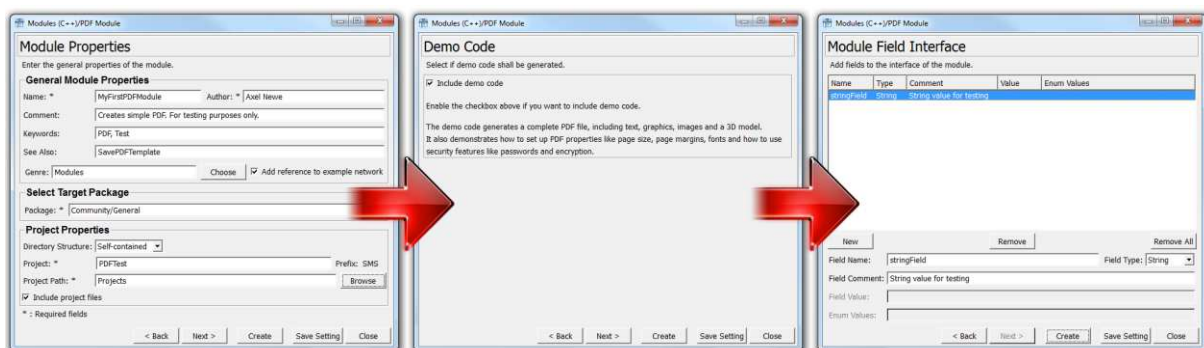 Modules (C++)/PDF Module
Module Properties
Enter the general properties of the module.
General Module Properties
Name: * MyFirstPDFModule Author: * Axel Newe
Comment: Creates simple PDF. For testing purposes only.
Keywords: PDF, Test
See Also: SavePDFTemplate
Genre: Modules Choose Add reference to example network
Select Target Package
Package: * Community/General
Project Properties
Directory Structure: Self-contained
Project: * PDFTest Prefix: SMS
Project Path: * Projects Browse
Include project files
* : Required fields
< Back Next > Create Save Setting Close
Modules (C++)/PDF Module
Demo Code
Select if demo code shall be generated.
Include demo code
Enable the checkbox above if you want to include demo code.
The demo code generates a complete PDF file, including text, graphics, images and a 3D model.
It also demonstrates how to set up PDF properties like page size, page margins, fonts and how to use
security features like passwords and encryption.
< Back Next > Create Save Setting Close
Modules (C++)/PDF Module
Module Field Interface
Add fields to the interface of the module.
Name Type Comment Value Enum Values
stringField String String value for testing
New Remove Remove All
Field Name: stringField Field Type: String
Field Comment: String value for testing
Field Value:
Enum Values:
< Back Next > Create Save Setting Close